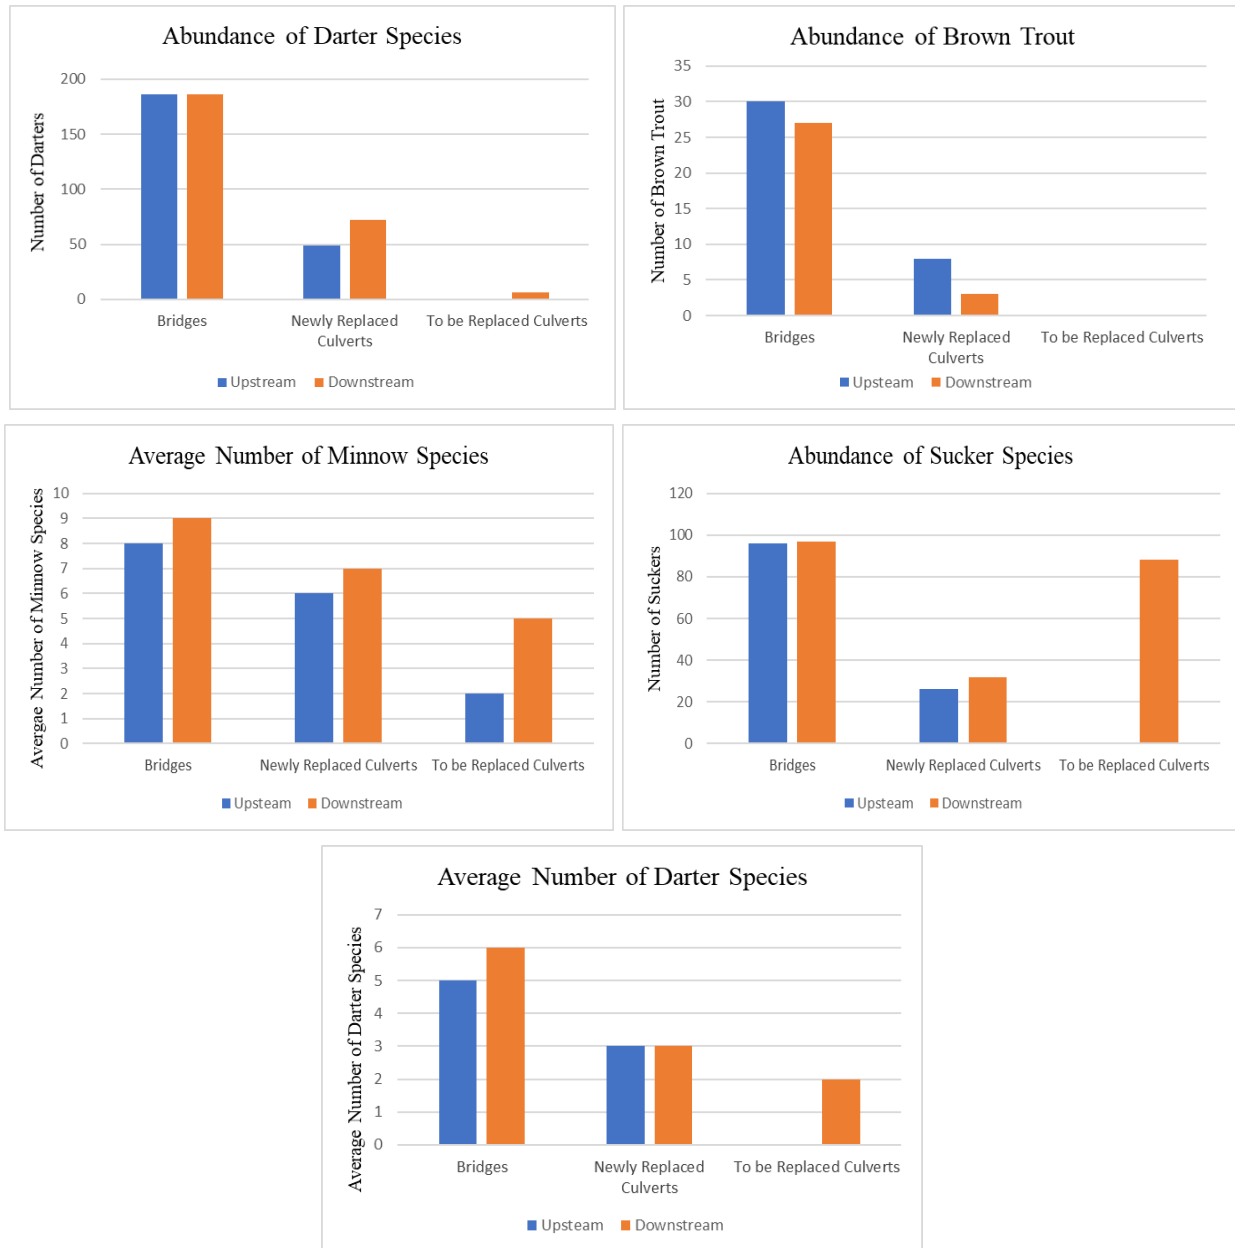 Abundance of Darter Species
Number of Darters
200
150
100
50
0
Bridges
Newly Replaced
Culverts
To be Replaced Culverts
Upstream Downstream
Abundance of Brown Trout
Number of Brown Trout
35
30
25
20
15
10
5
0
Bridges
Newly Replaced
Culverts
To be Replaced Culverts
Upsteam Downstream
Average Number of Minnow Species
Avergae Number of Minnow Species
10
9
8
7
6
5
4
3
2
1
0
Bridges
Newly Replaced Culverts
To be Replaced Culverts
Upsteam Downstream
Abundance of Sucker Species
Number of Suckers
120
100
80
60
40
20
0
Bridges
Newly Replaced Culverts
To be Replaced Culverts
Upsteam Downstream
Average Number of Darter Species
Average Number of Darter Species
7
6
5
4
3
2
1
0
Bridges
Newly Replaced
Culverts
To be Replaced Culverts
Upsteam Downstream